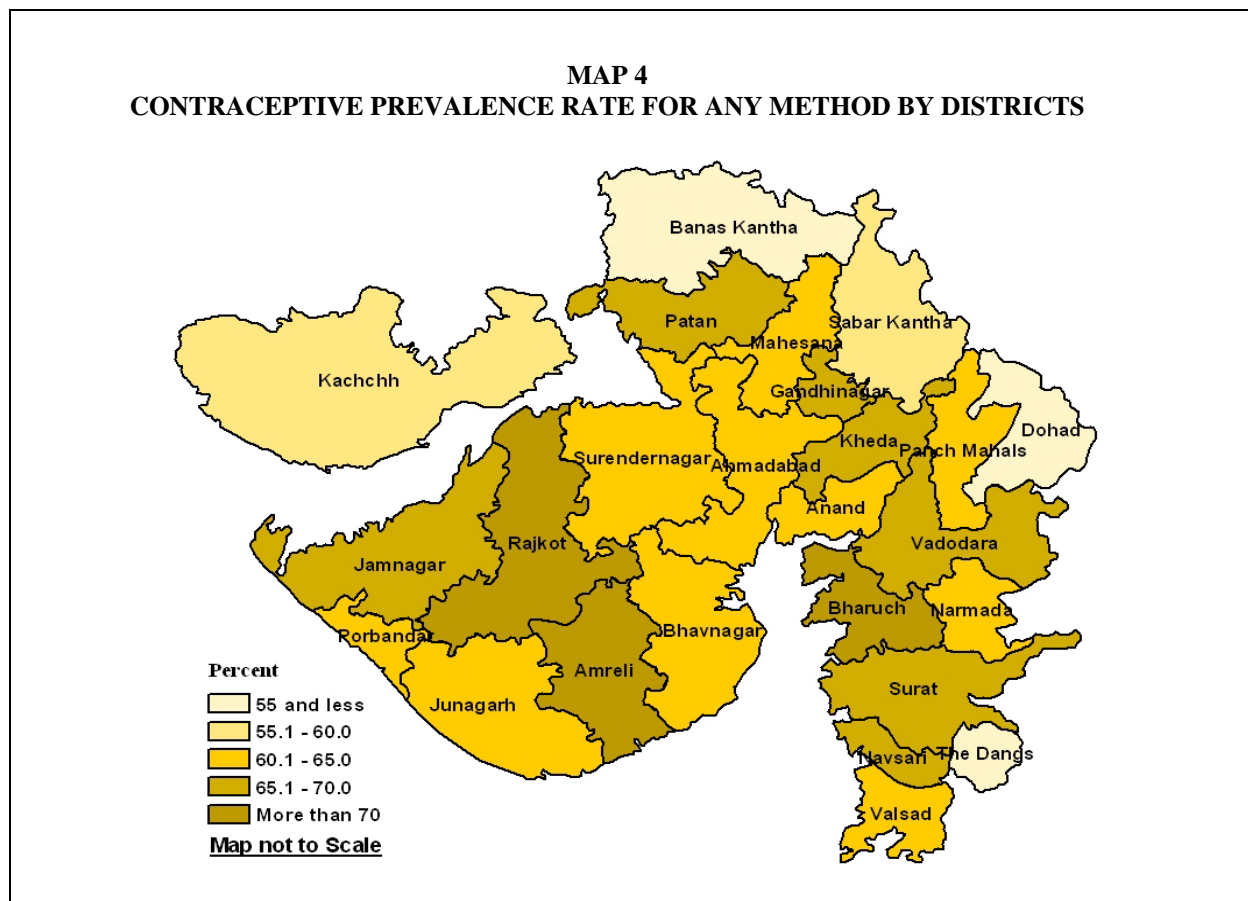 MAP 4
CONTRACEPTIVE PREVALENCE RATE FOR ANY METHOD BY DISTRICTS
Banas Kantha
Patan
Sabar Kantha
Mahesana
Kachchh
Gandhinagar
Dohad
Kheda
Panch Mahals
Surendernagar
Ahmadabad
Anand
Rajkot
Vadodara
Jamnagar
Bharuch
Narmada
Porbandar
Bhavnagar
Amreli
Surat
Junagarh
Navsari
The Dangs
Valsad
Percent
55 and less
55.1 - 60.0
60.1 - 65.0
65.1 - 70.0
More than 70
Map not to Scale